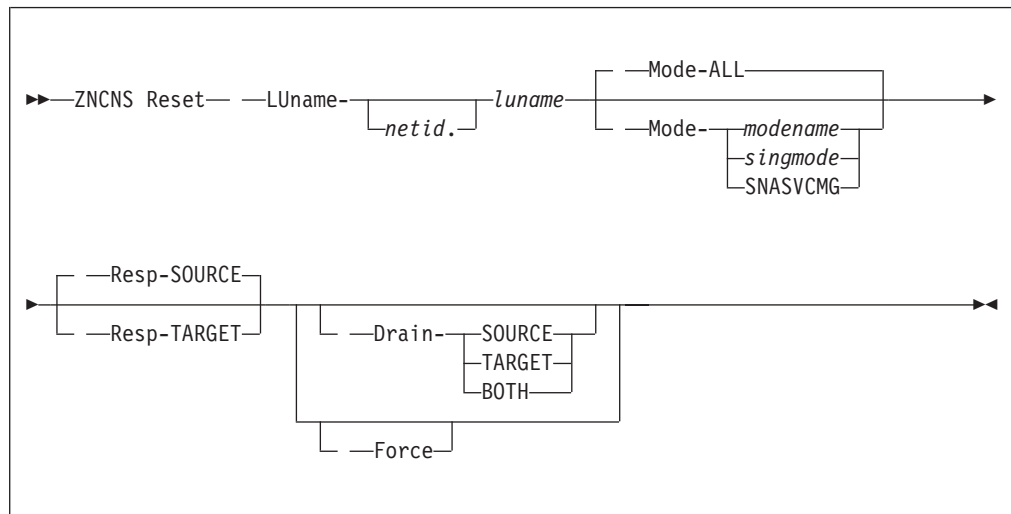 Mode-ALL
ZNCNS Reset LUname- luname
netid. Mode- modename
singmode
SNASVCMG
Resp-SOURCE
Resp-TARGET Drain- SOURCE
TARGET
BOTH
Force